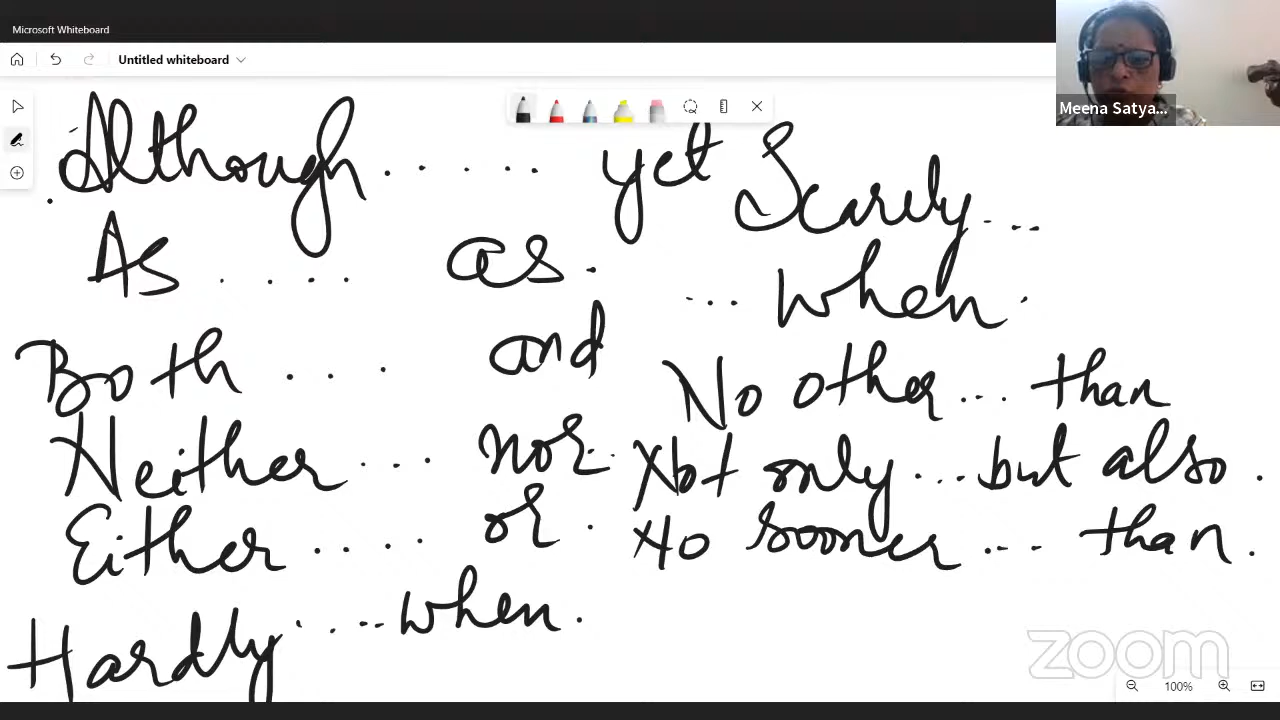 Microsoft Whiteboard
Untitled whiteboard
Meena Satya...
Although ..... yet
As .... as.
Both .... and
Neither .... nor..
Either .... or.
Hardly ..... when.
Scarely ...
... when.
No other .... than
Not only .... but also.
No sooner .... than.
zoom
100%